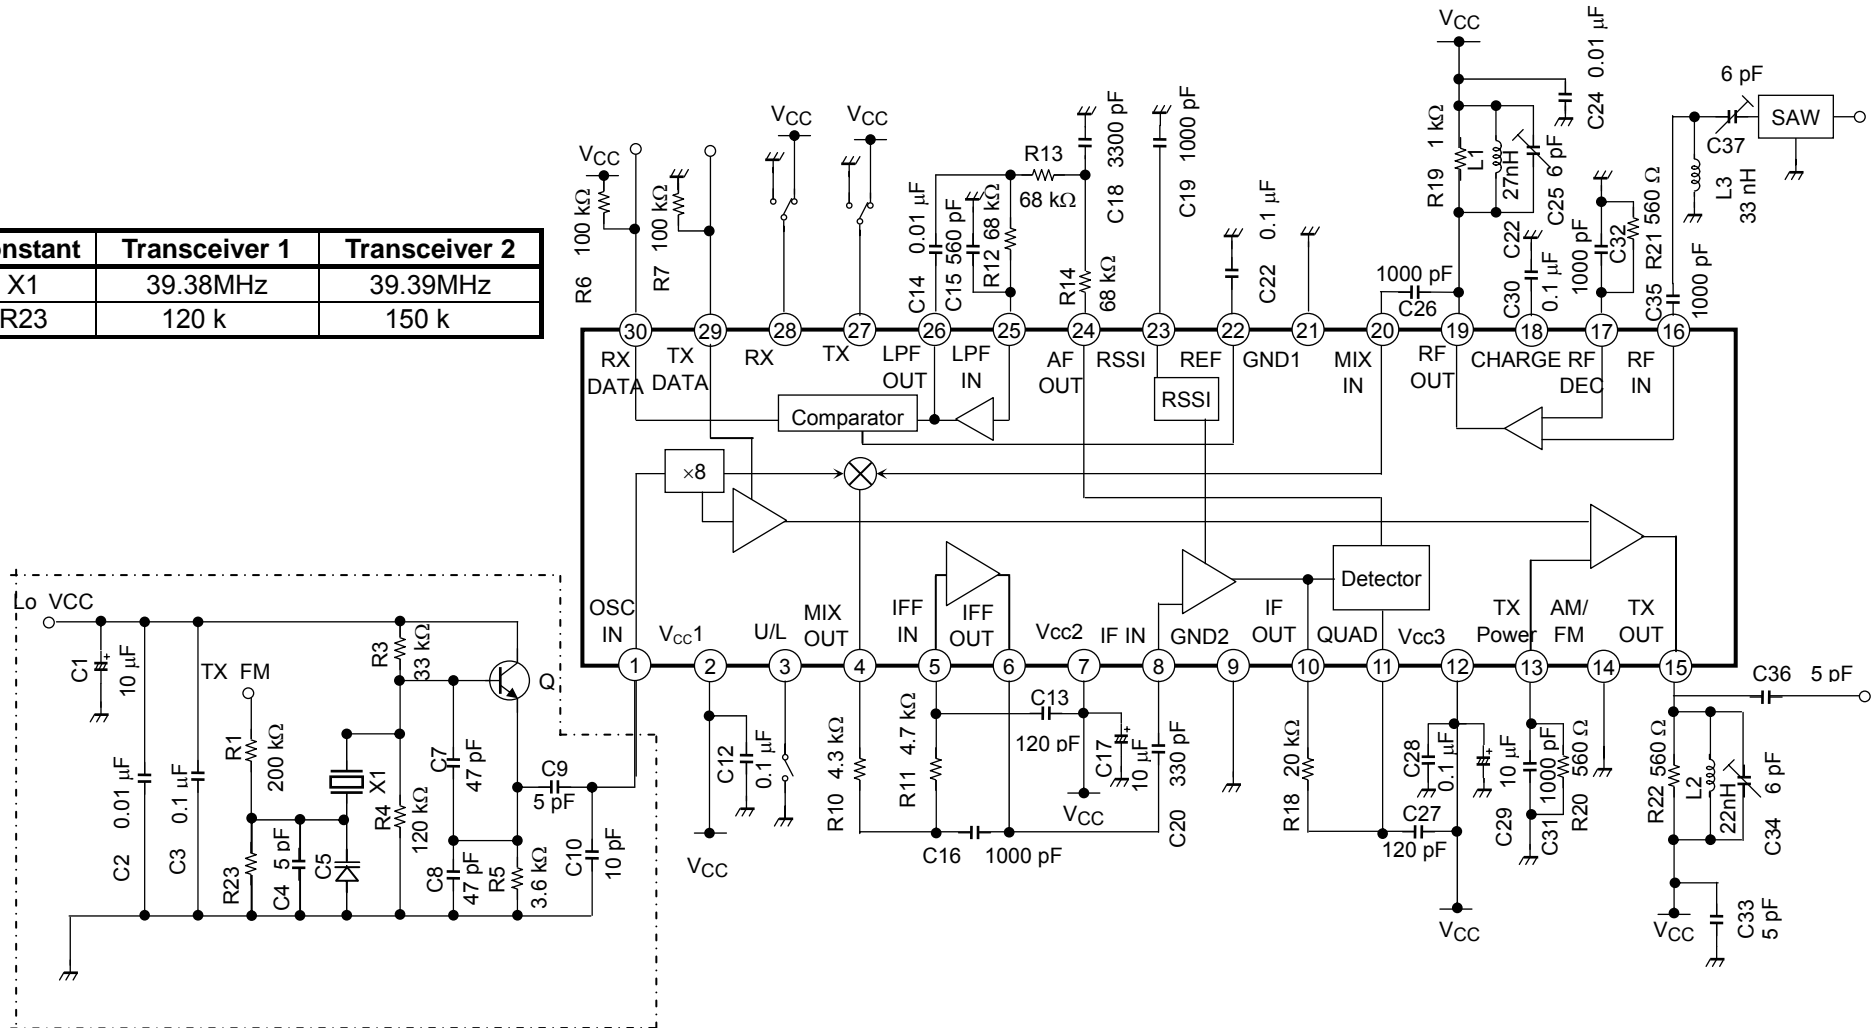 onstant Transceiver 1 Transceiver 2
X1 39.38MHz 39.39MHz
R23 120 k 150 k
VCC
R6 100 kΩ
R7 100 kΩ
VCC
VCC
C14 0.01 μF
C15 560 pF
R12 68 kΩ
R13
68 kΩ
R14
68 kΩ
C18 3300 pF
C19 1000 pF
C22 0.1 μF
1000 pF
C26
VCC
C24 0.01 μF
R19 1 kΩ
L1
27nH
C25 6 pF
C22
C30
0.1 μF
1000 pF
C32
R21 560 Ω
C35
1000 pF
6 pF
C37
SAW
L3
33 nH
30 29 28 27 26 25 24 23 22 21 20 19 18 17 16
RX DATA
TX DATA
RX
TX
LPF OUT
LPF IN
AF OUT
RSSI
REF
GND1
MIX IN
RF OUT
CHARGE
RF DEC
RF IN
Comparator
RSSI
×8
Detector
OSC IN
VCC1
U/L
MIX OUT
IFF IN
IFF OUT
Vcc2
IF IN
GND2
IF OUT
QUAD
Vcc3
TX Power
AM/ FM
TX OUT
1 2 3 4 5 6 7 8 9 10 11 12 13 14 15
Lo VCC
C1
10 μF
C2 0.01 μF
C3 0.1 μF
TX FM
R1
200 kΩ
R23
C4 5 pF
C5
X1
R3
33 kΩ
R4
120 kΩ
C7
47 pF
C8
47 pF
Q
R5
3.6 kΩ
C9
5 pF
C10
10 pF
C12
0.1 μF
VCC
R10 4.3 kΩ
R11 4.7 kΩ
C13
120 pF
C16 1000 pF
C17
10 μF
VCC
C20 330 pF
R18 20 kΩ
C27
120 pF
C28
0.1 μF
10 μF
C29
VCC
C31 1000 pF
R20 560 Ω
C36 5 pF
R22 560 Ω
L2
22nH
C34 6 pF
VCC
C33
5 pF